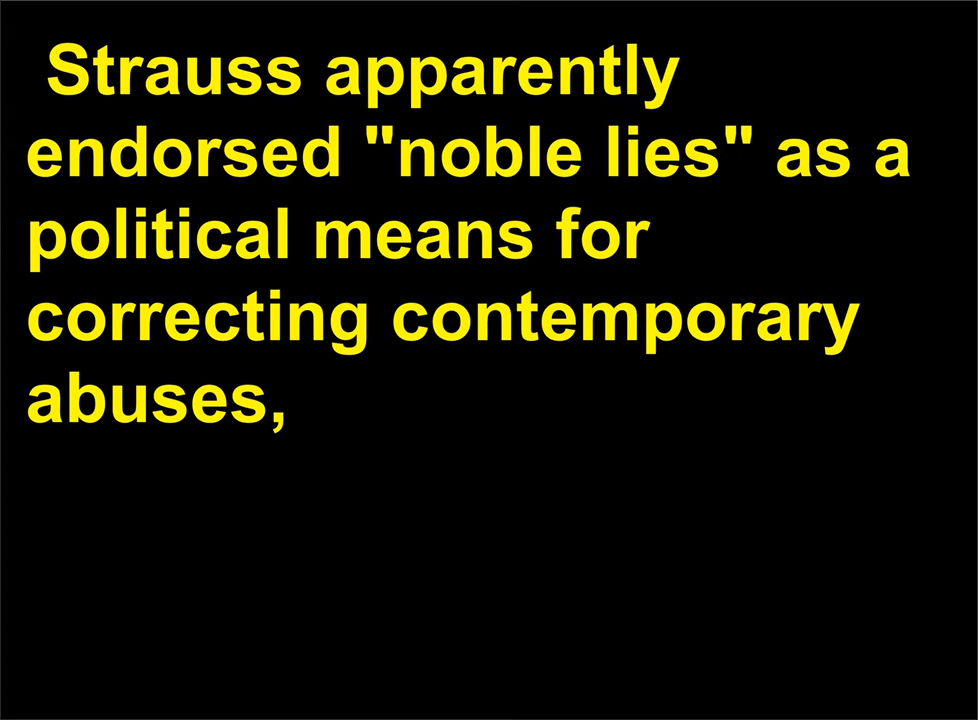 Strauss apparently
endorsed "noble lies" as a
political means for
correcting contemporary
abuses,